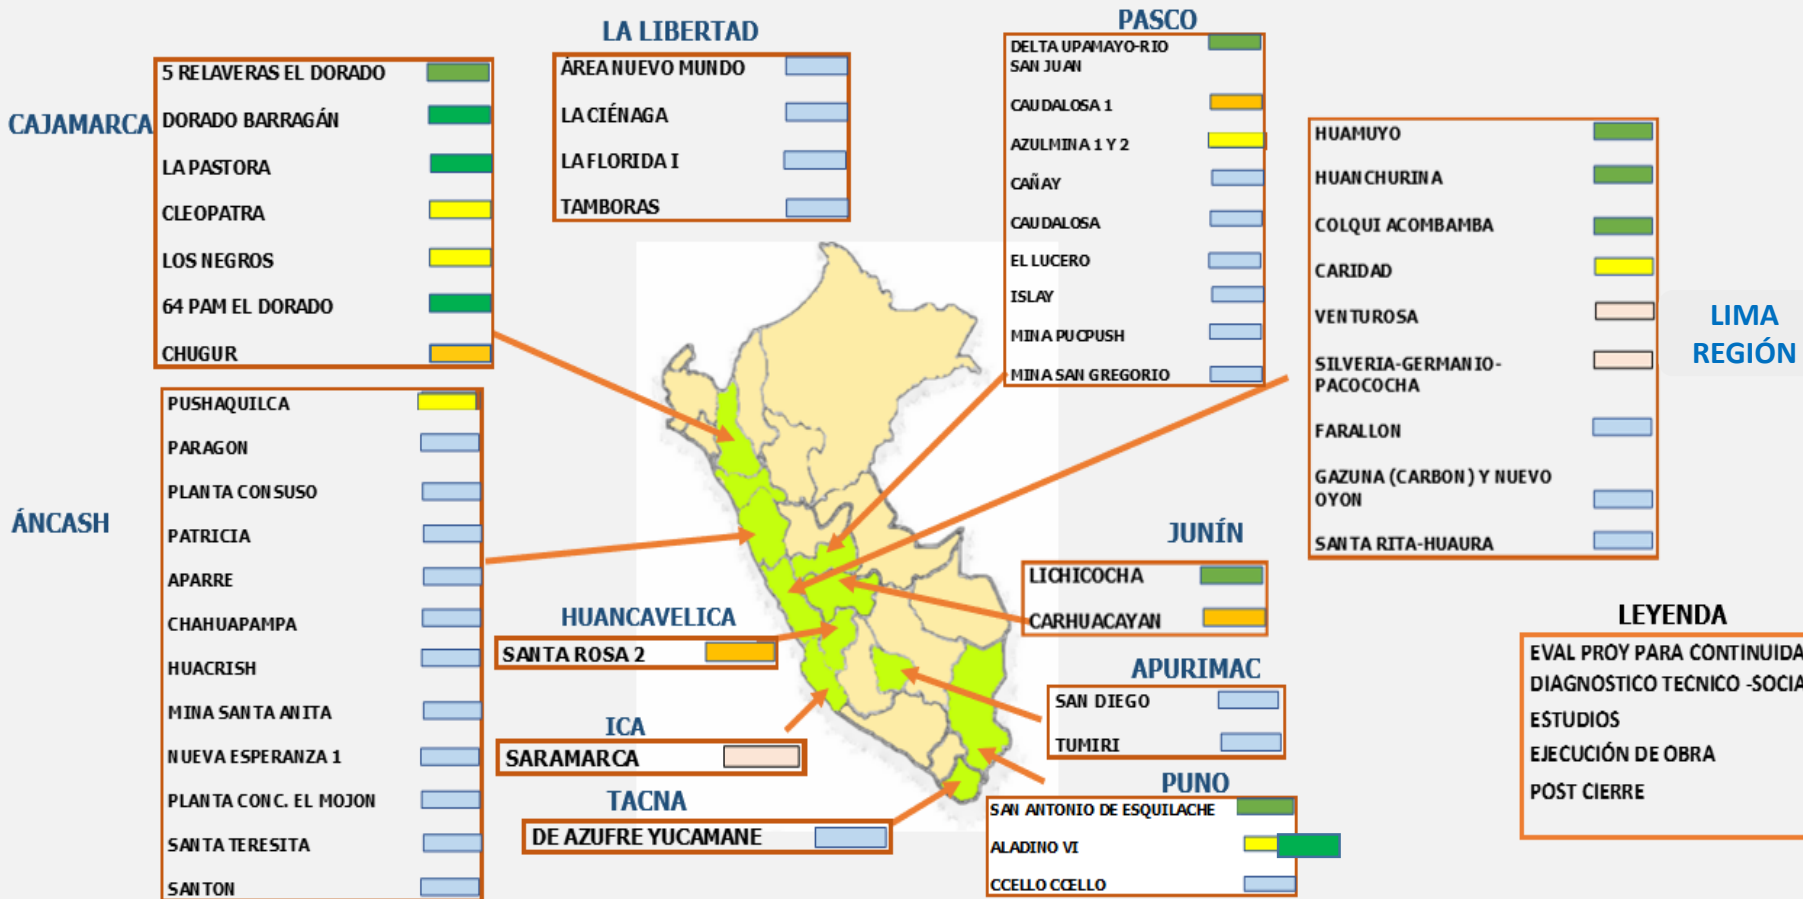 CAJAMARCA
5 RELAVERAS EL DORADO
DORADO BARRAGÁN
LA PASTORA
CLEOPATRA
LOS NEGROS
64 PAM EL DORADO
CHUGUR
LA LIBERTAD
ÁREA NUEVO MUNDO
LA CIÉNAGA
LA FLORIDA I
TAMBORAS
PASCO
DELTA UPAMAYO-RIO
SAN JUAN
CAUDALOSA 1
AZULMINA 1 Y 2
CAÑAY
CAUDALOSA
EL LUCERO
ISLAY
MINA PUCPUSH
MINA SAN GREGORIO
LIMA
REGIÓN
HUAMUYO
HUANCHURINA
COLQUI ACOMBAMBA
CARIDAD
VENTUROSA
SILVERIA-GERMANIO-
PACOCOCHA
FARALLON
GAZUNA (CARBON) Y NUEVO
OYON
SANTA RITA-HUAURA
ÁNCASH
PUSHAQUILCA
PARAGON
PLANTA CONSUSO
PATRICIA
APARRE
CHAHUAPAMPA
HUACRISH
MINA SANTA ANITA
NUEVA ESPERANZA 1
PLANTA CONC. EL MOJON
SANTA TERESITA
SANTON
HUANCAVELICA
SANTA ROSA 2
ICA
SARAMARCA
TACNA
DE AZUFRE YUCAMANE
JUNÍN
LICHICOCHA
CARHUACAYAN
APURIMAC
SAN DIEGO
TUMIRI
PUNO
SAN ANTONIO DE ESQUILACHE
ALADINO VI
CCELLO CCELLO
LEYENDA
EVAL PROY PARA CONTINUIDA
DIAGNOSTICO TECNICO -SOCIA
ESTUDIOS
EJECUCIÓN DE OBRA
POST CIERRE